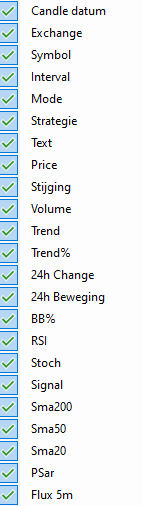 Candle datum
Exchange
Symbol
Interval
Mode
Strategie
Text
Price
Stijging
Volume
Trend
Trend%
24h Change
24h Beweging
BB%
RSI
Stoch
Signal
Sma200
Sma50
Sma20
PSar
Flux 5m